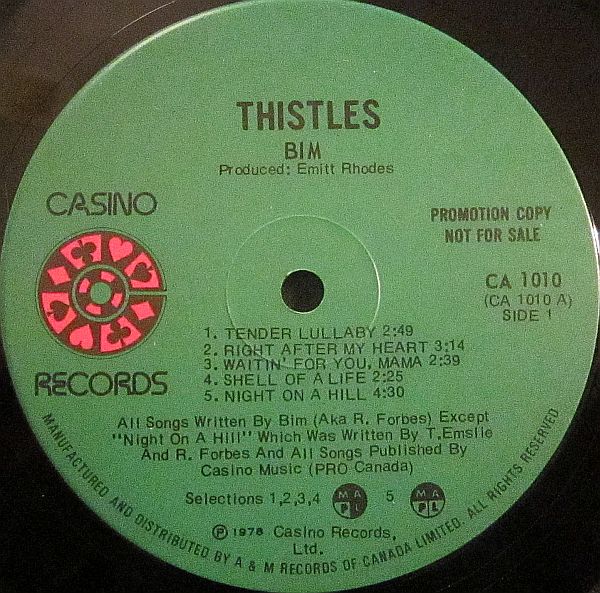 THISTLES
BIM
Produced: Emitt Rhodes
CASINO
RECORDS
PROMOTION COPY
NOT FOR SALE
CA 1010
(CA 1010 A)
SIDE 1
1. TENDER LULLABY 2:49
2. RIGHT AFTER MY HEART 3:14
3. WAITIN' FOR YOU, MAMA 2:39
4. SHELL OF A LIFE 2:25
5. NIGHT ON A HILL 4:30
All Songs Written By Bim (Aka R. Forbes) Except
"Night On A Hill" Which Was Written By T. Emslie
And R. Forbes And All Songs Published By
Casino Music (PRO Canada)
Selections 1,2,3,4 MAPL 5 MAPL
℗ 1978 Casino Records,
Ltd.
MANUFACTURED AND DISTRIBUTED BY A & M RECORDS OF CANADA LIMITED. ALL RIGHTS RESERVED